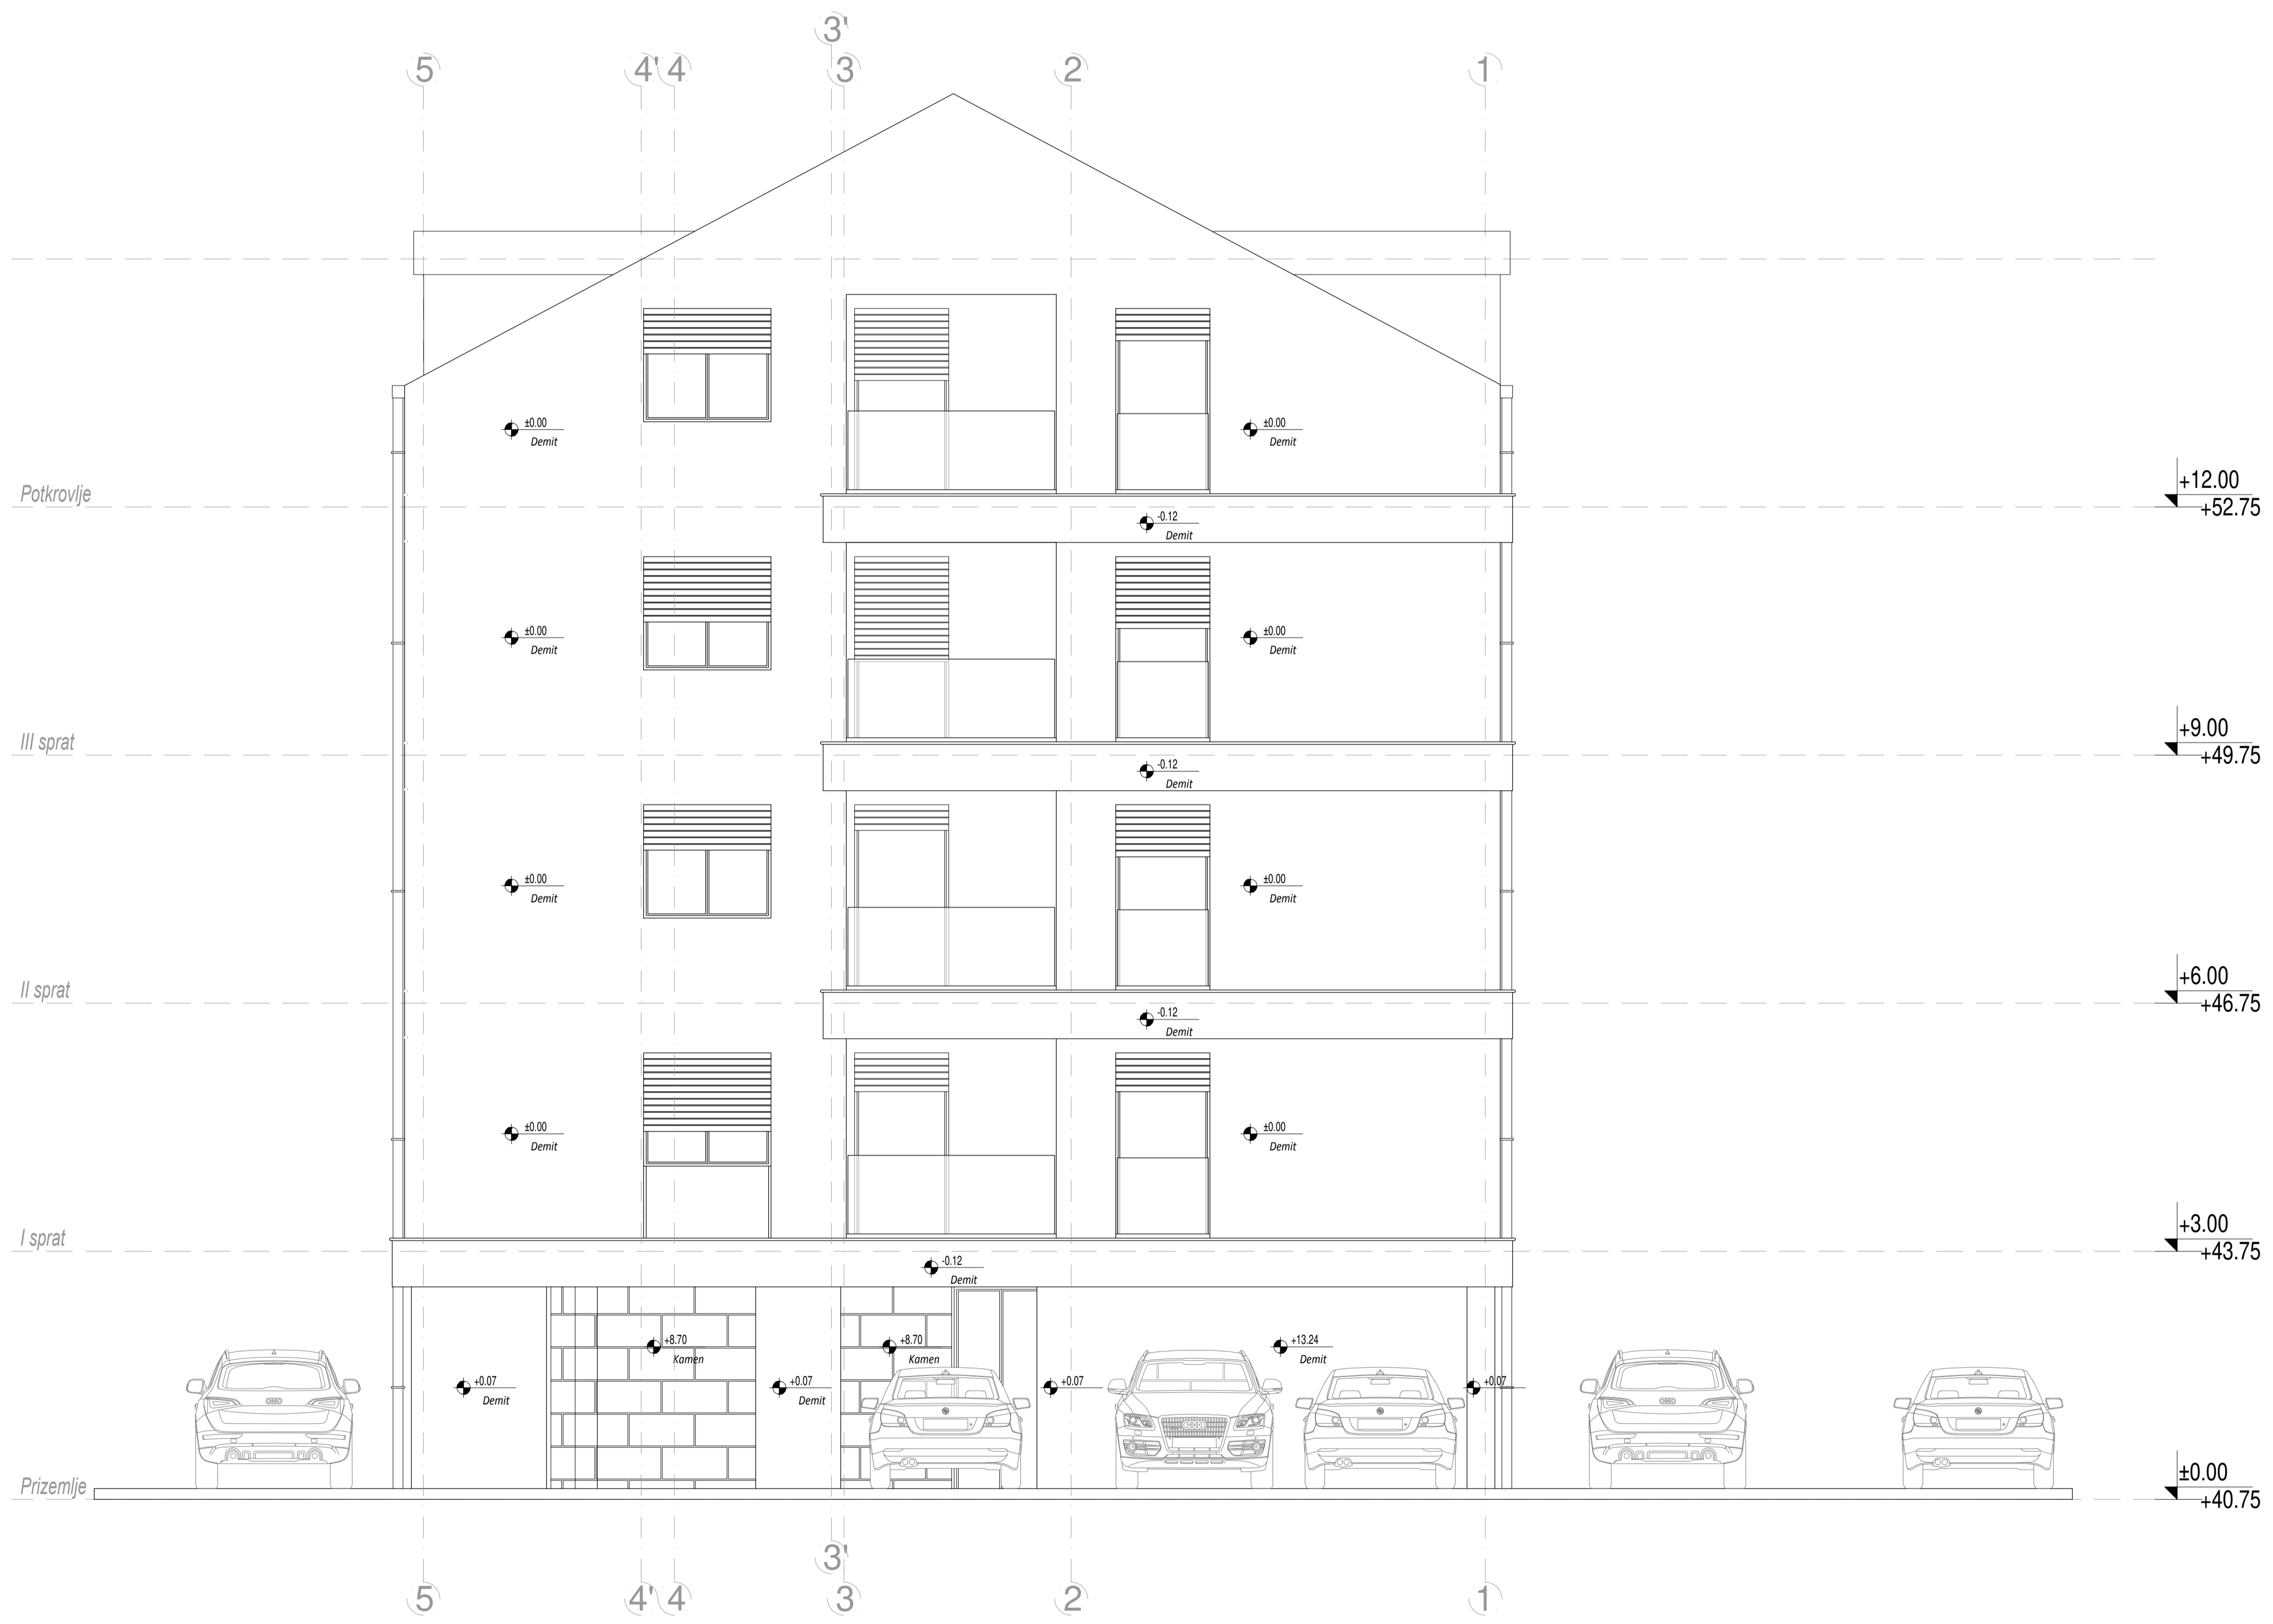 3'
5 4' 4 3 2 1
±0.00 ±0.00
Demit Demit
Potkrovlje
+12.00
+52.75
-0.12
Demit
±0.00 ±0.00
Demit Demit
III sprat
+9.00
+49.75
-0.12
Demit
±0.00 ±0.00
Demit Demit
II sprat
+6.00
+46.75
-0.12
Demit
±0.00 ±0.00
Demit Demit
I sprat
+3.00
+43.75
-0.12
Demit
+8.70 +8.70 +13.24
Kamen Kamen Demit
+0.07 +0.07 +0.07 +0.07
Demit Demit
Prizemlje
±0.00
+40.75
3'
5 4' 4 3 2 1